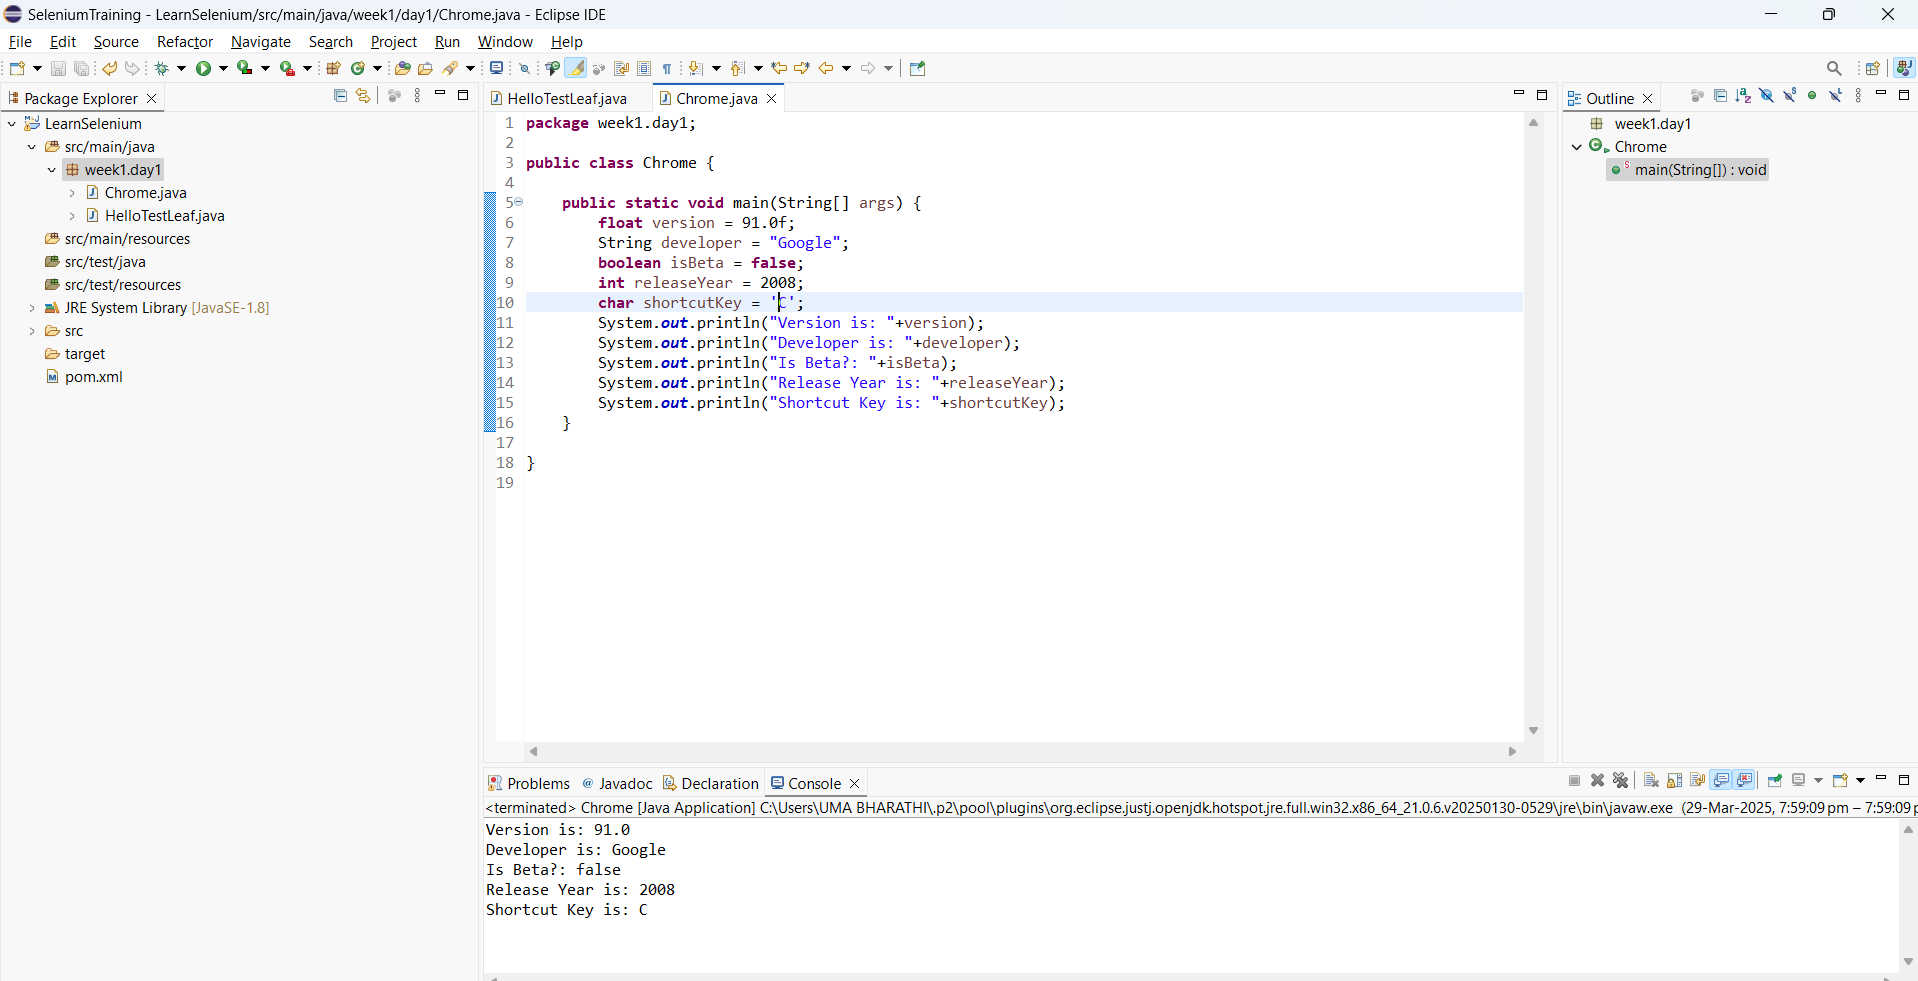 SeleniumTraining - LearnSelenium/src/main/java/week1/day1/Chrome.java - Eclipse IDE
File Edit Source Refactor Navigate Search Project Run Window Help
Package Explorer
LearnSelenium
src/main/java
week1.day1
Chrome.java
HelloTestLeaf.java
src/main/resources
src/test/java
src/test/resources
JRE System Library [JavaSE-1.8]
src
target
pom.xml
HelloTestLeaf.java Chrome.java
1 package week1.day1;
2
3 public class Chrome {
4
5 public static void main(String[] args) {
6 float version = 91.0f;
7 String developer = "Google";
8 boolean isBeta = false;
9 int releaseYear = 2008;
10 char shortcutKey = 'C';
11 System.out.println("Version is: "+version);
12 System.out.println("Developer is: "+developer);
13 System.out.println("Is Beta?: "+isBeta);
14 System.out.println("Release Year is: "+releaseYear);
15 System.out.println("Shortcut Key is: "+shortcutKey);
16 }
17
18 }
19
Outline
week1.day1
Chrome
main(String[]) : void
Problems Javadoc Declaration Console
<terminated> Chrome [Java Application] C:\Users\UMA BHARATHI\.p2\pool\plugins\org.eclipse.justj.openjdk.hotspot.jre.full.win32.x86_64_21.0.6.v20250130-0529\jre\bin\javaw.exe (29-Mar-2025, 7:59:09 pm – 7:59:09 p
Version is: 91.0
Developer is: Google
Is Beta?: false
Release Year is: 2008
Shortcut Key is: C